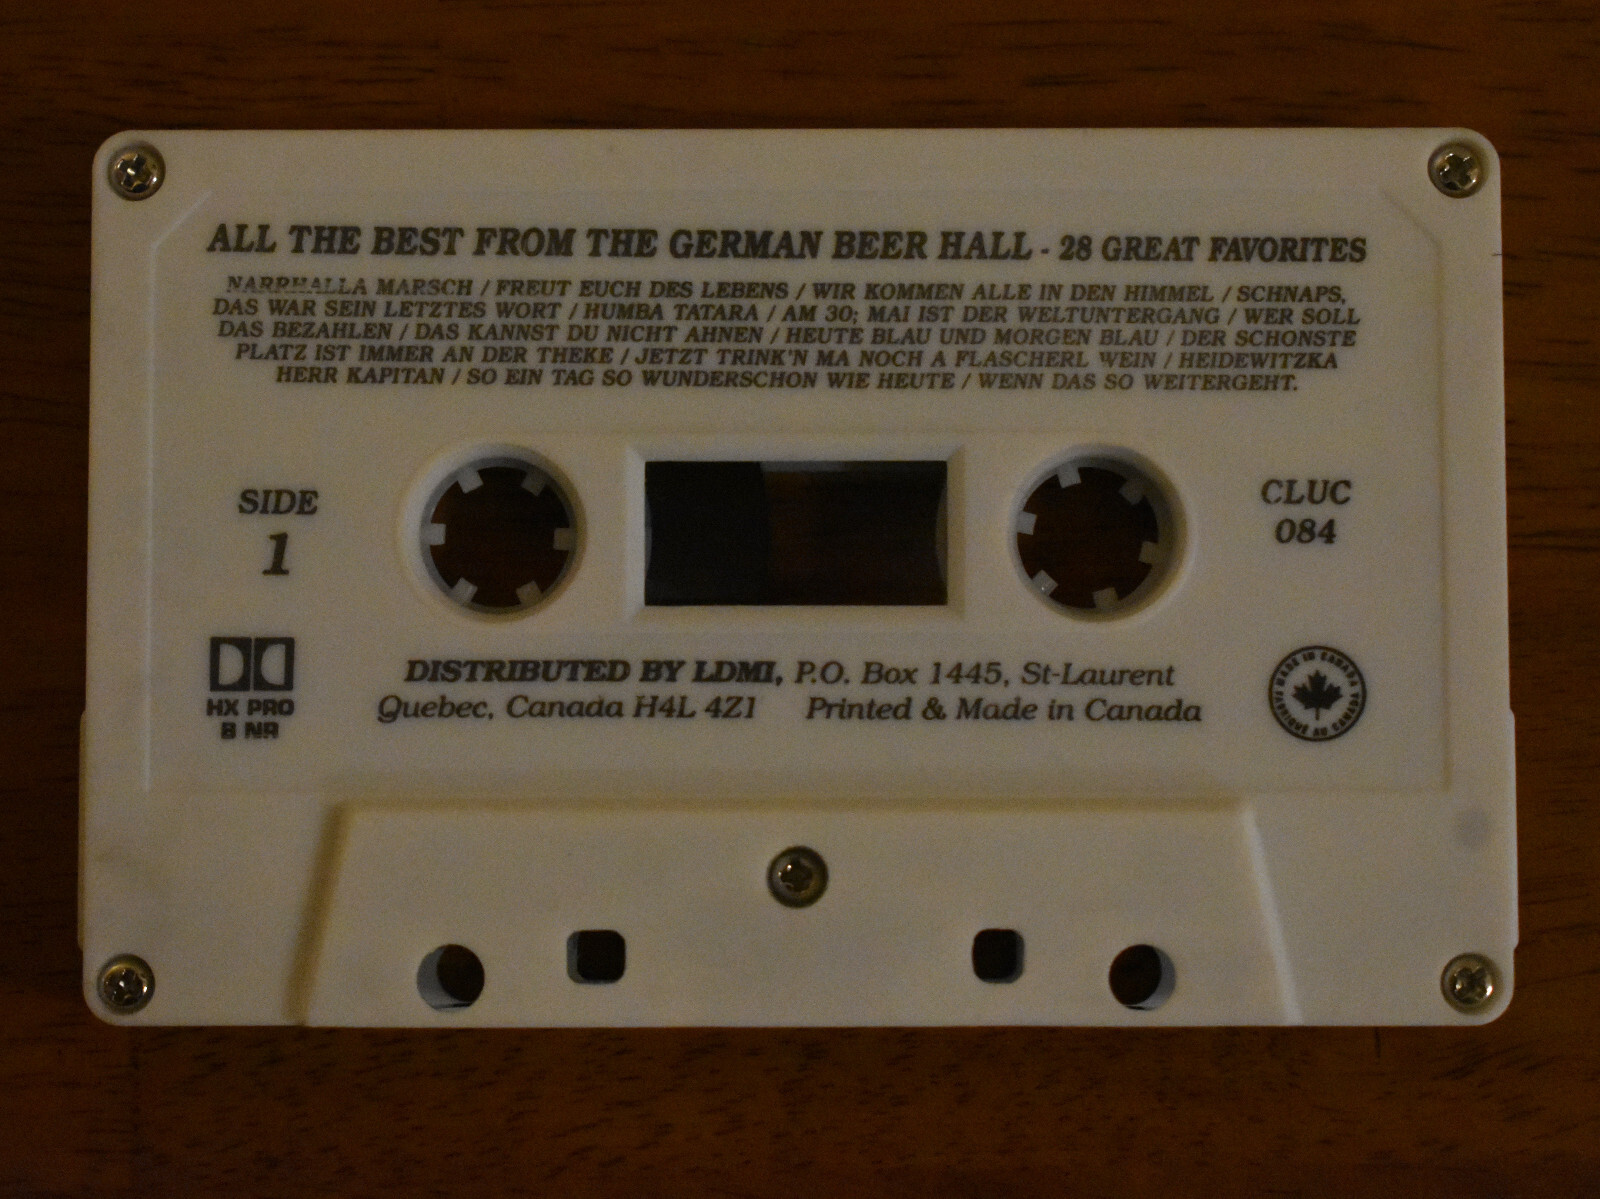 ALL THE BEST FROM THE GERMAN BEER HALL - 28 GREAT FAVORITES
NARRHALLA MARSCH / FREUT EUCH DES LEBENS / WIR KOMMEN ALLE IN DEN HIMMEL / SCHNAPS,
DAS WAR SEIN LETZTES WORT / HUMBA TATARA / AM 30; MAI IST DER WELTUNTERGANG / WER SOLL
DAS BEZAHLEN / DAS KANNST DU NICHT AHNEN / HEUTE BLAU UND MORGEN BLAU / DER SCHONSTE
PLATZ IST IMMER AN DER THEKE / JETZT TRINK'N MA NOCH A FLASCHERL WEIN / HEIDEWITZKA
HERR KAPITAN / SO EIN TAG SO WUNDERSCHON WIE HEUTE / WENN DAS SO WEITERGEHT.
SIDE
1
CLUC
084
HX PRO
B NR
DISTRIBUTED BY LDMI, P.O. Box 1445, St-Laurent
Quebec, Canada H4L 4Z1 Printed & Made in Canada
MADE IN CANADA
FABRIQUÉ AU CANADA